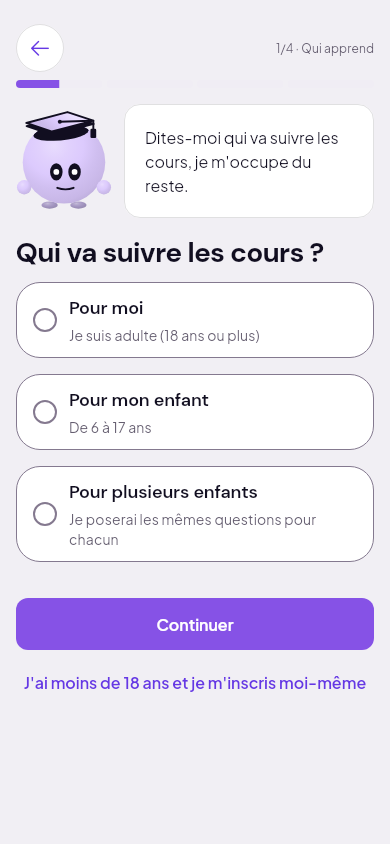 1/4 · Qui apprend
Dites-moi qui va suivre les
cours, je m'occupe du
reste.
Qui va suivre les cours ?
Pour moi
Je suis adulte (18 ans ou plus)
Pour mon enfant
De 6 à 17 ans
Pour plusieurs enfants
Je poserai les mêmes questions pour
chacun
Continuer
J'ai moins de 18 ans et je m'inscris moi-même